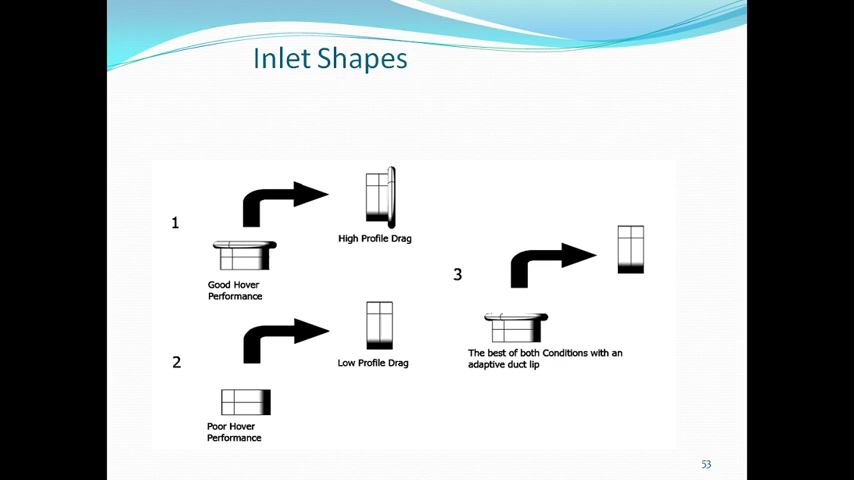 Inlet Shapes
1
High Profile Drag
Good Hover
Performance
2
Low Profile Drag
Poor Hover
Performance
3
The best of both Conditions with an
adaptive duct lip
53